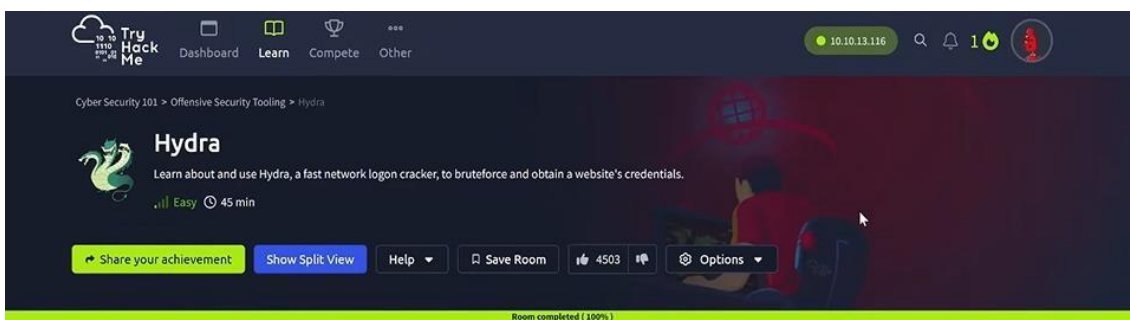 Try
Hack
Me
Dashboard
Learn
Compete
Other
10.10.13.116
1
Cyber Security 101 > Offensive Security Tooling > Hydra
Hydra
Learn about and use Hydra, a fast network logon cracker, to bruteforce and obtain a website's credentials.
Easy 45 min
Share your achievement
Show Split View
Help
Save Room
4503
Options
Room completed ( 100% )